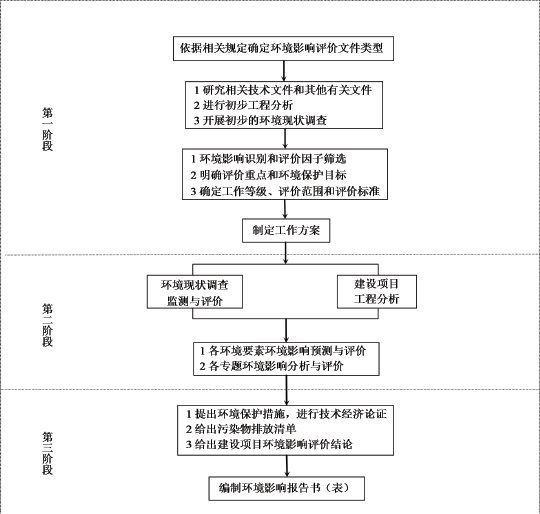 第一阶段
依据相关规定确定环境影响评价文件类型
1 研究相关技术文件和其他有关文件
2 进行初步工程分析
3 开展初步的环境现状调查
1 环境影响识别和评价因子筛选
2 明确评价重点和环境保护目标
3 确定工作等级、评价范围和评价标准
制定工作方案
第二阶段
环境现状调查
监测与评价
建设项目
工程分析
1 各环境要素环境影响预测与评价
2 各专题环境影响分析与评价
第三阶段
1 提出环境保护措施，进行技术经济论证
2 给出污染物排放清单
3 给出建设项目环境影响评价结论
编制环境影响报告书（表）